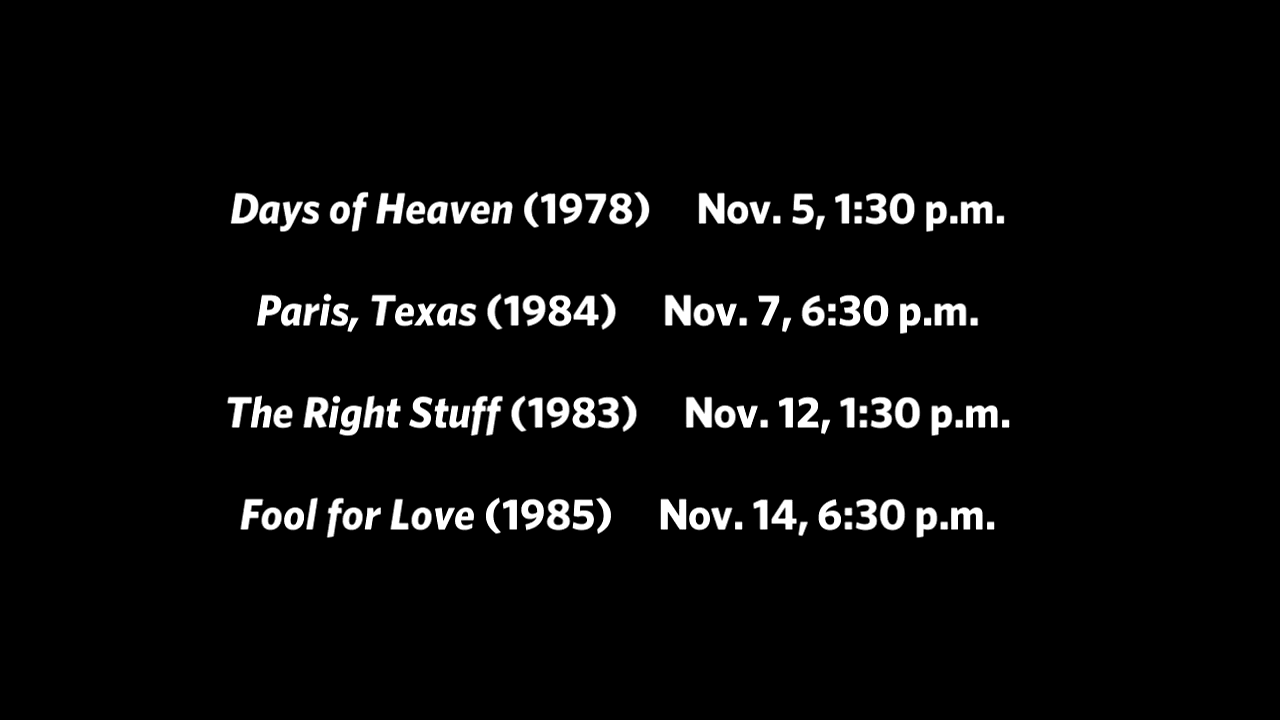 Days of Heaven (1978) Nov. 5, 1:30 p.m.
Paris, Texas (1984) Nov. 7, 6:30 p.m.
The Right Stuff (1983) Nov. 12, 1:30 p.m.
Fool for Love (1985) Nov. 14, 6:30 p.m.